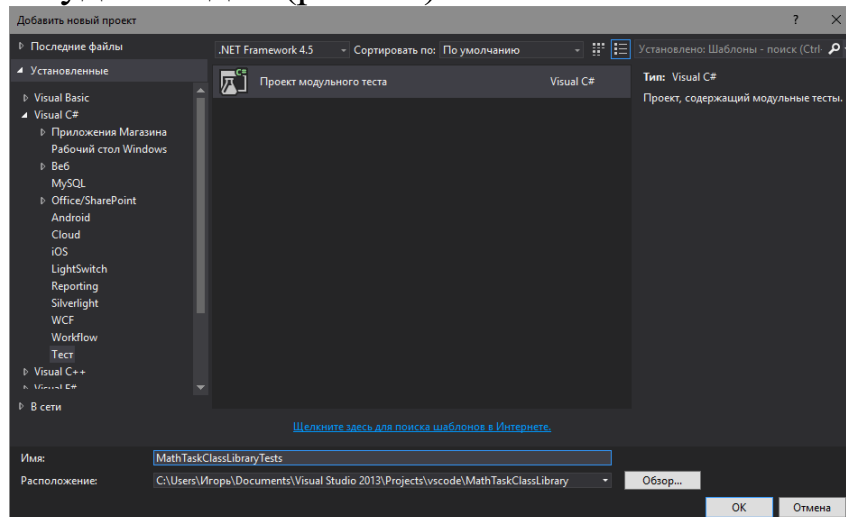 Добавить новый проект ? ✕
Последние файлы
.NET Framework 4.5 Сортировать по: По умолчанию
Установлено: Шаблоны - поиск (Ctrl-
Установленные
Проект модульного теста Visual C#
Тип: Visual C#
Проект, содержащий модульные тесты.
Visual Basic
Visual C#
Приложения Магазина
Рабочий стол Windows
Веб
MySQL
Office/SharePoint
Android
Cloud
iOS
LightSwitch
Reporting
Silverlight
WCF
Workflow
Тест
Visual C++
Visual F#
В сети
Щелкните здесь для поиска шаблонов в Интернете.
Имя: MathTaskClassLibraryTests
Расположение: C:\Users\Игорь\Documents\Visual Studio 2013\Projects\vscode\MathTaskClassLibrary Обзор...
OK Отмена